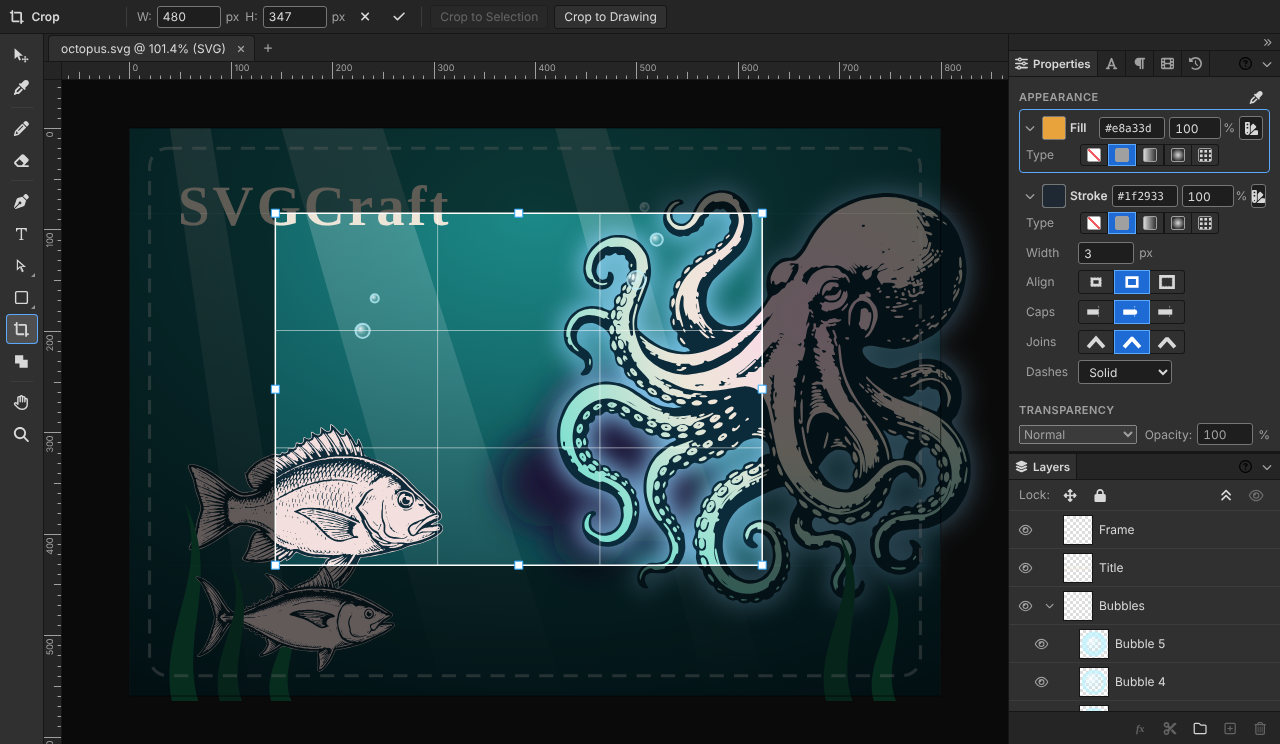 Crop
W: 480 px H: 347 px
Crop to Selection
Crop to Drawing
octopus.svg @ 101.4% (SVG)
0 100 200 300 400 500 600 700 800
0
100
200
300
400
500
SVGCraft
Properties
APPEARANCE
Fill #e8a33d 100 %
Type
Stroke #1f2933 100 %
Type
Width 3 px
Align
Caps
Joins
Dashes Solid
TRANSPARENCY
Normal Opacity: 100 %
Layers
Lock:
Frame
Title
Bubbles
Bubble 5
Bubble 4
fx